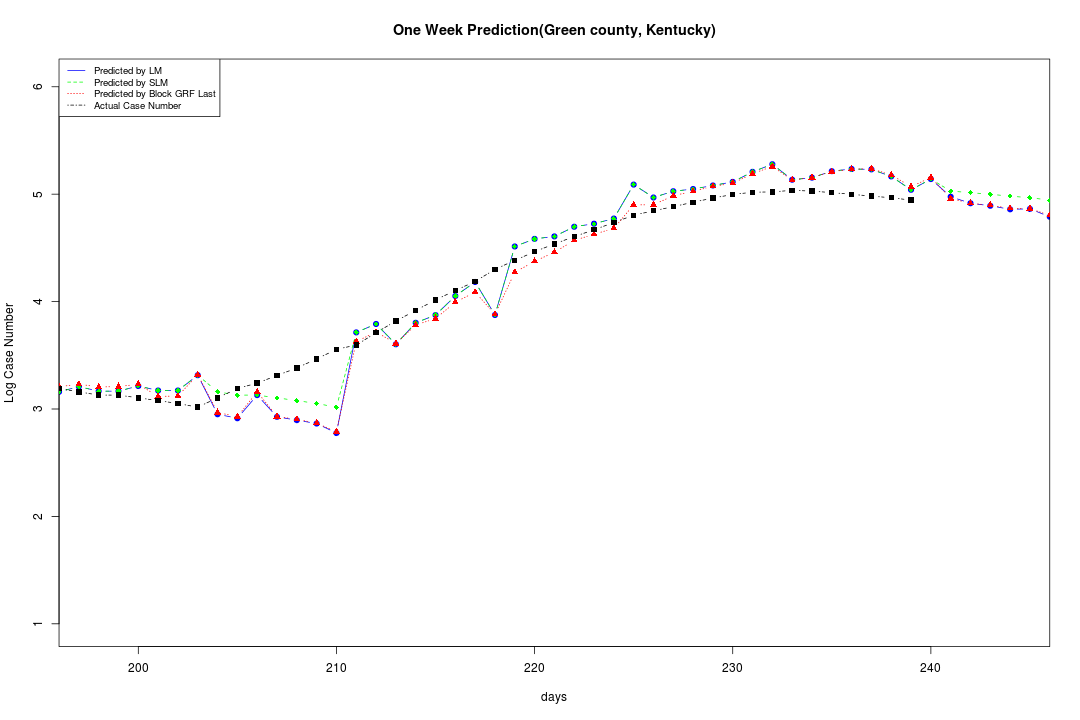 One Week Prediction(Green county, Kentucky)
Predicted by LM
Predicted by SLM
Predicted by Block GRF Last
Actual Case Number
Log Case Number
6
5
4
3
2
1
200 210 220 230 240
days